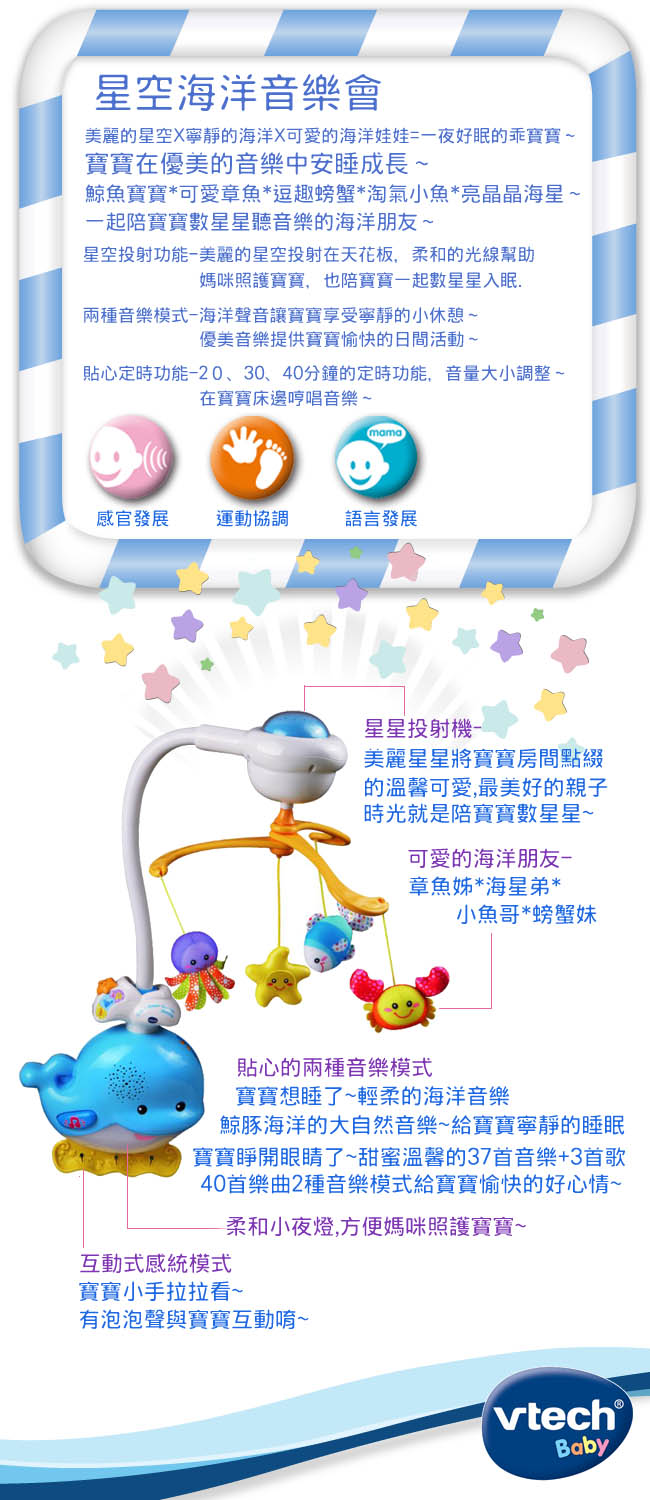 星空海洋音樂會
美麗的星空X寧靜的海洋X可愛的海洋娃娃=一夜好眠的乖寶寶~
寶寶在優美的音樂中安睡成長~
鯨魚寶寶*可愛章魚*逗趣螃蟹*淘氣小魚*亮晶晶海星~
一起陪寶寶數星星聽音樂的海洋朋友~
星空投射功能-美麗的星空投射在天花板，柔和的光線幫助
媽咪照護寶寶，也陪寶寶一起數星星入眠.
兩種音樂模式-海洋聲音讓寶寶享受寧靜的小休憩~
優美音樂提供寶寶愉快的日間活動~
貼心定時功能-20、30、40分鐘的定時功能，音量大小調整~
在寶寶床邊哼唱音樂~
mama
感官發展
運動協調
語言發展
星星投射機-
美麗星星將寶寶房間點綴
的溫馨可愛,最美好的親子
時光就是陪寶寶數星星~
可愛的海洋朋友-
章魚姊*海星弟*
小魚哥*螃蟹妹
貼心的兩種音樂模式
寶寶想睡了~輕柔的海洋音樂
鯨豚海洋的大自然音樂~給寶寶寧靜的睡眠
寶寶睜開眼睛了~甜蜜溫馨的37首音樂+3首歌
40首樂曲2種音樂模式給寶寶愉快的好心情~
柔和小夜燈,方便媽咪照護寶寶~
互動式感統模式
寶寶小手拉拉看~
有泡泡聲與寶寶互動唷~
vtech®
Baby